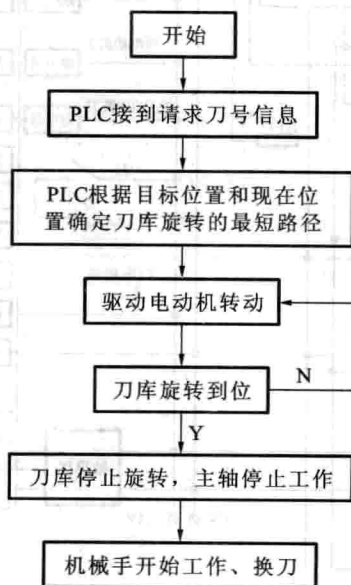 开始
PLC接到请求刀号信息
PLC根据目标位置和现在位
置确定刀库旋转的最短路径
驱动电动机转动
刀库旋转到位
N
Y
刀库停止旋转，主轴停止工作
机械手开始工作、换刀